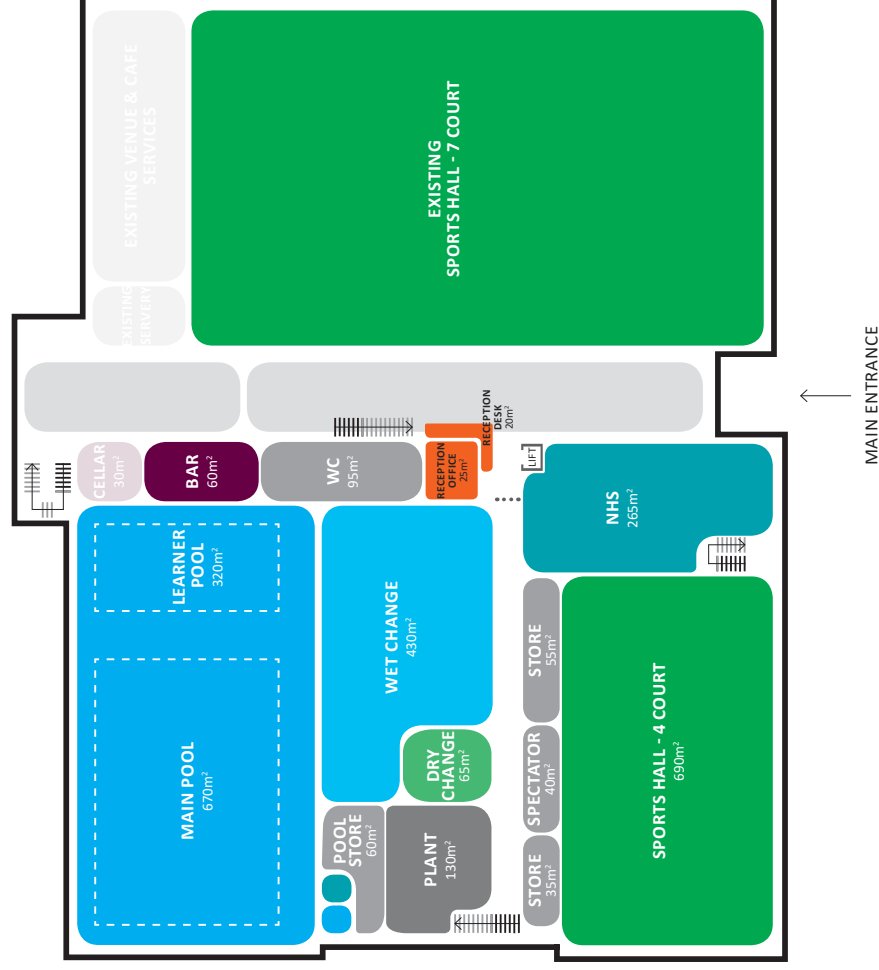 EXISTING VENUE & CAFE
SERVICES
EXISTING
SERVERY
EXISTING
SPORTS HALL - 7 COURT
CELLAR
30m²
BAR
60m²
WC
95m²
RECEPTION
OFFICE
25m²
RECEPTION
DESK
20m²
LIFT
NHS
265m²
MAIN ENTRANCE
LEARNER
POOL
320m²
MAIN POOL
670m²
WET CHANGE
430m²
DRY
CHANGE
65m²
POOL
STORE
60m²
PLANT
130m²
STORE
55m²
SPECTATOR
40m²
STORE
35m²
SPORTS HALL - 4 COURT
690m²